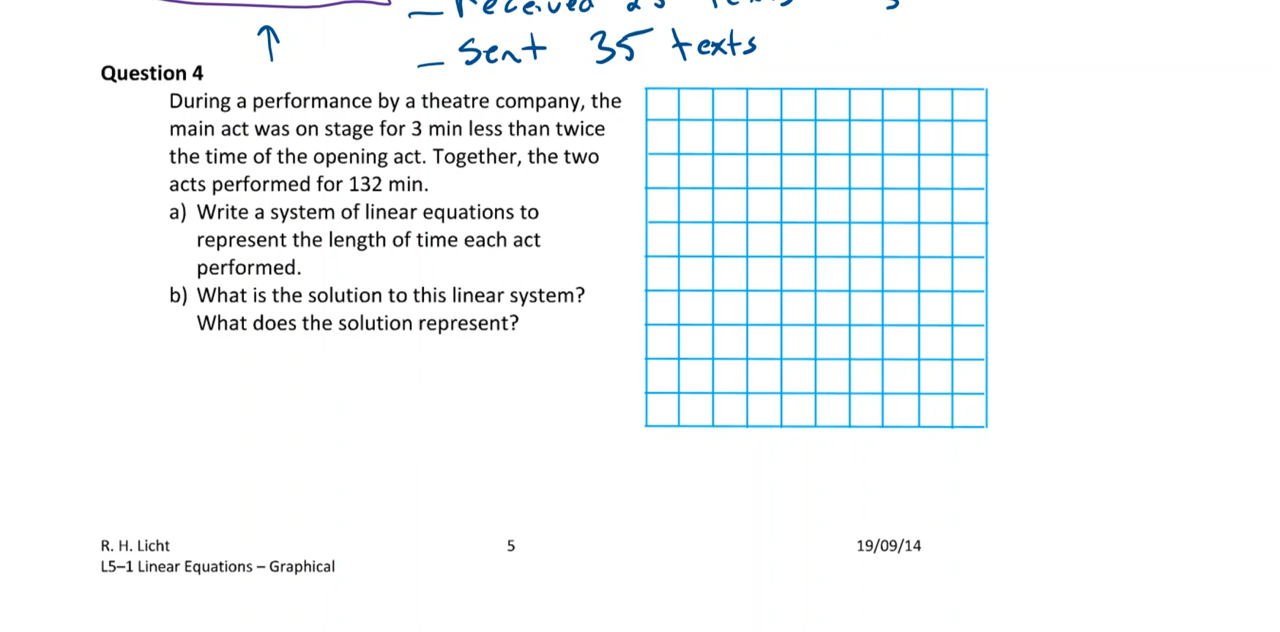 Sent 35 texts
Question 4
During a performance by a theatre company, the
main act was on stage for 3 min less than twice
the time of the opening act. Together, the two
acts performed for 132 min.
a) Write a system of linear equations to
represent the length of time each act
performed.
b) What is the solution to this linear system?
What does the solution represent?
R. H. Licht 5 19/09/14
L5–1 Linear Equations – Graphical